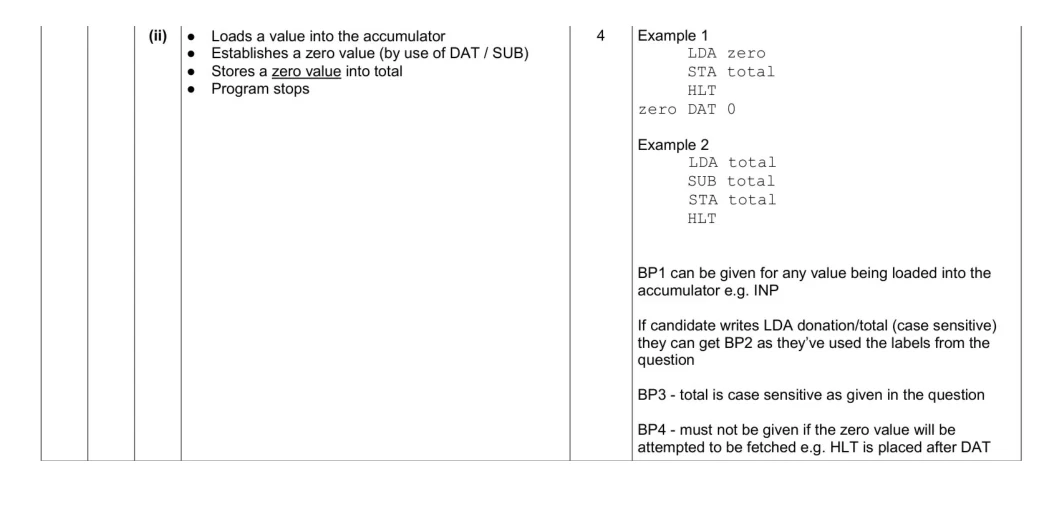 (ii)
● Loads a value into the accumulator
● Establishes a zero value (by use of DAT / SUB)
● Stores a zero value into total
● Program stops
4
Example 1
LDA zero
STA total
HLT
zero DAT 0
Example 2
LDA total
SUB total
STA total
HLT
BP1 can be given for any value being loaded into the
accumulator e.g. INP
If candidate writes LDA donation/total (case sensitive)
they can get BP2 as they've used the labels from the
question
BP3 - total is case sensitive as given in the question
BP4 - must not be given if the zero value will be
attempted to be fetched e.g. HLT is placed after DAT